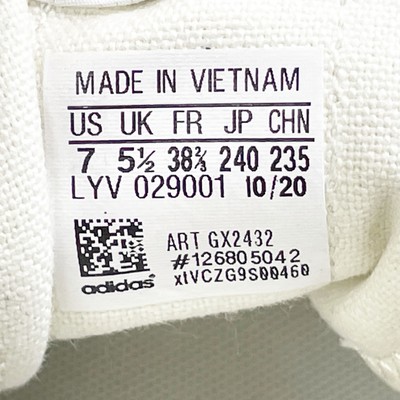 MADE IN VIETNAM
US UK FR JP CHN
7 5½ 38⅔ 240 235
LYV 029001 10/20
ART GX2432
#126805042
xIVCZG9S00460
adidas